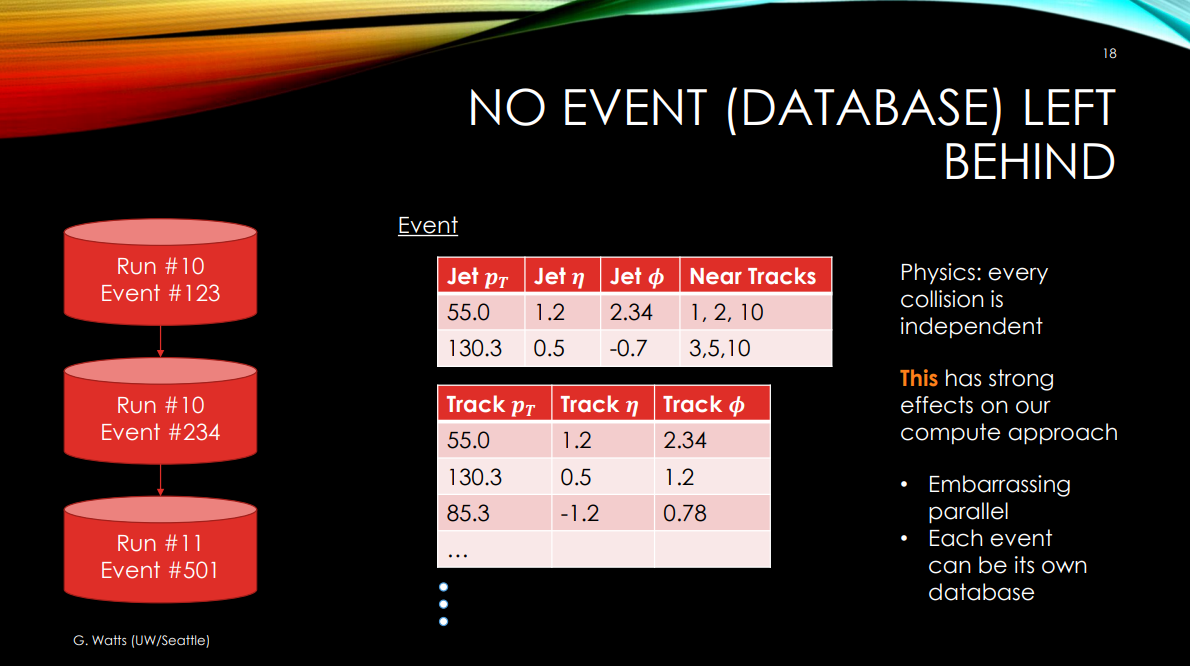 18
NO EVENT (DATABASE) LEFT
BEHIND
Run #10
Event #123
Run #10
Event #234
Run #11
Event #501
Event
Jet p_T Jet η Jet ϕ Near Tracks
55.0 1.2 2.34 1, 2, 10
130.3 0.5 -0.7 3,5,10
Track p_T Track η Track ϕ
55.0 1.2 2.34
130.3 0.5 1.2
85.3 -1.2 0.78
…
Physics: every
collision is
independent
This has strong
effects on our
compute approach
• Embarrassing
parallel
• Each event
can be its own
database
G. Watts (UW/Seattle)